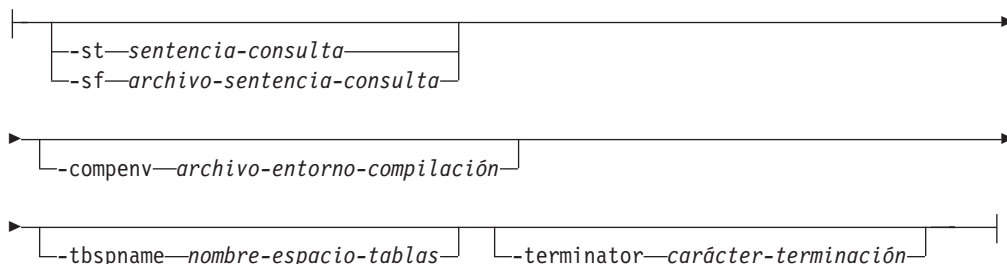 -st sentencia-consulta
-sf archivo-sentencia-consulta
-compenv archivo-entorno-compilación
-tbspname nombre-espacio-tablas -terminator carácter-terminación